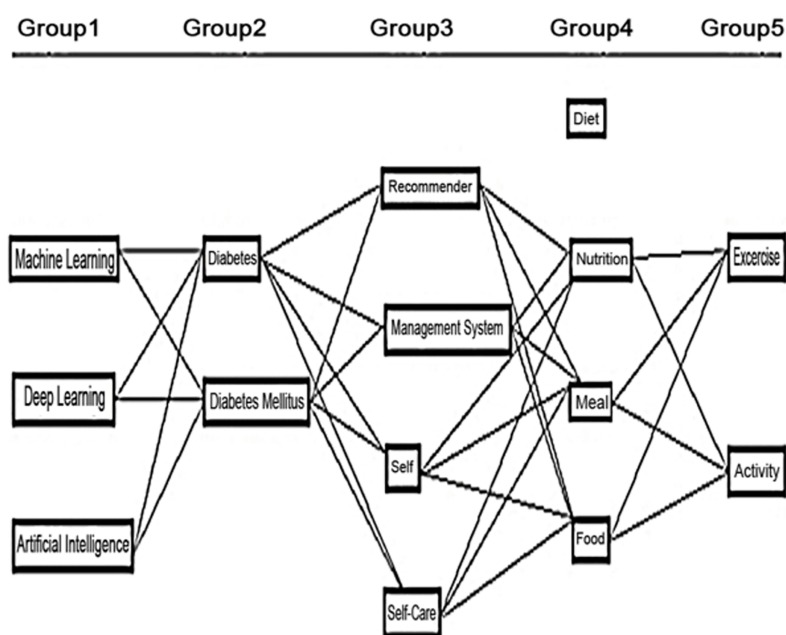 Group1 Group2 Group3 Group4 Group5
Diet
Recommender
Machine Learning Diabetes Nutrition Excercise
Management System
Deep Learning Diabetes Mellitus Meal
Self Activity
Artificial Intelligence Food
Self-Care